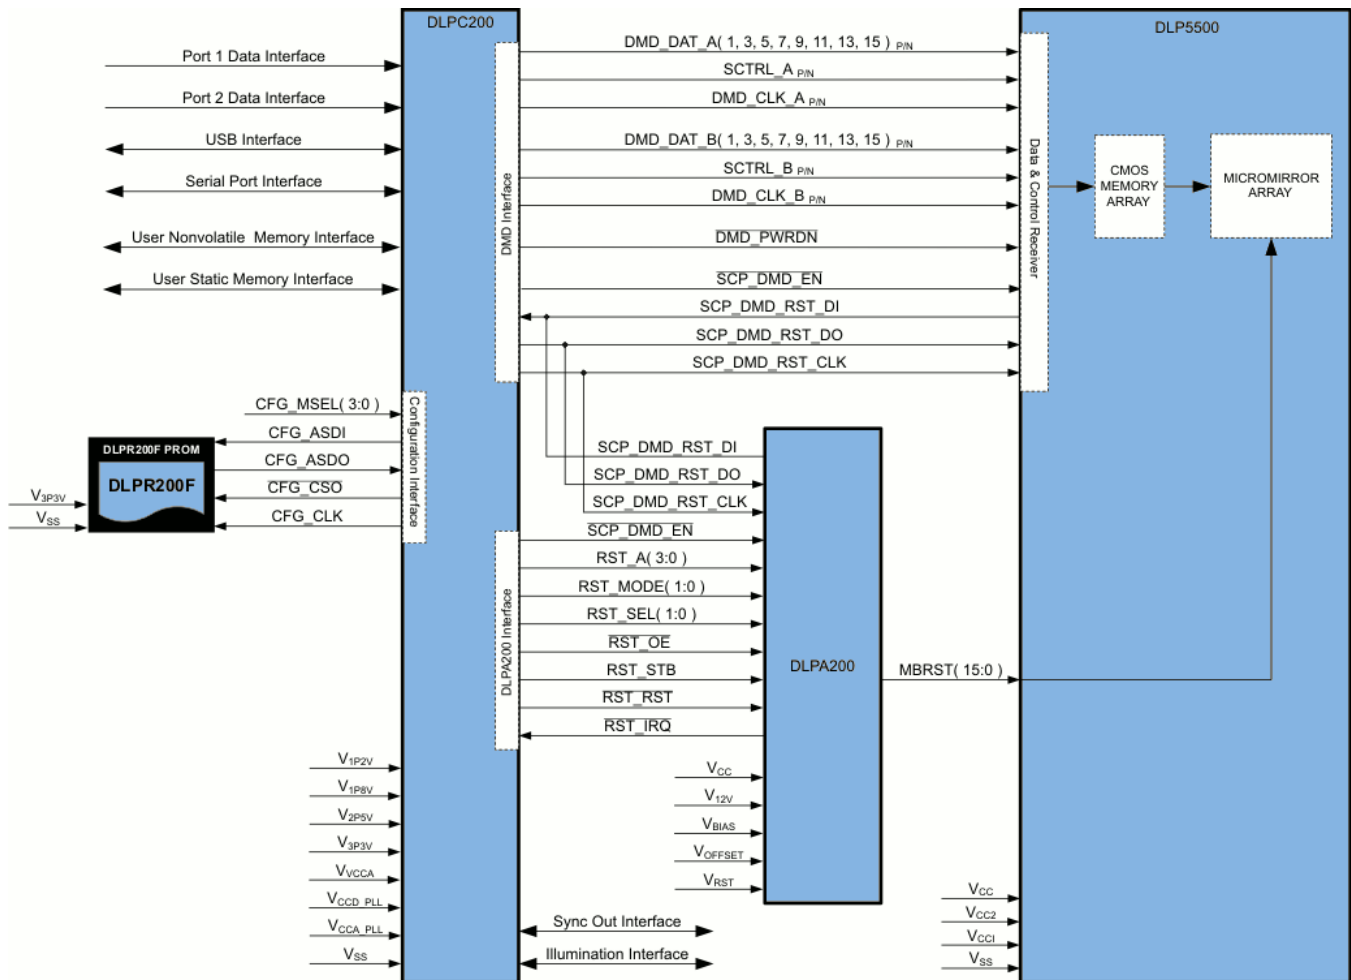 DLPC200
DLP5500
Port 1 Data Interface
Port 2 Data Interface
USB Interface
Serial Port Interface
User Nonvolatile Memory Interface
User Static Memory Interface
DMD Interface
DMD_DAT_A( 1, 3, 5, 7, 9, 11, 13, 15 ) P/N
SCTRL_A P/N
DMD_CLK_A P/N
DMD_DAT_B( 1, 3, 5, 7, 9, 11, 13, 15 ) P/N
SCTRL_B P/N
DMD_CLK_B P/N
DMD_PWRDN
SCP_DMD_EN
SCP_DMD_RST_DI
SCP_DMD_RST_DO
SCP_DMD_RST_CLK
Data & Control Receiver
CMOS
MEMORY
ARRAY
MICROMIRROR
ARRAY
CFG_MSEL( 3:0 )
CFG_ASDI
CFG_ASDO
CFG_CSO
CFG_CLK
Configuration Interface
DLPR200F PROM
DLPR200F
V3P3V
VSS
SCP_DMD_RST_DI
SCP_DMD_RST_DO
SCP_DMD_RST_CLK
SCP_DMD_EN
RST_A( 3:0 )
RST_MODE( 1:0 )
RST_SEL( 1:0 )
RST_OE
RST_STB
RST_RST
RST_IRQ
DLPA200 Interface
DLPA200
MBRST( 15:0 )
V1P2V
V1P8V
V2P5V
V3P3V
VVCCA
VCCD_PLL
VCCA_PLL
VSS
VCC
V12V
VBIAS
VOFFSET
VRST
Sync Out Interface
Illumination Interface
VCC
VCC2
VCCI
VSS